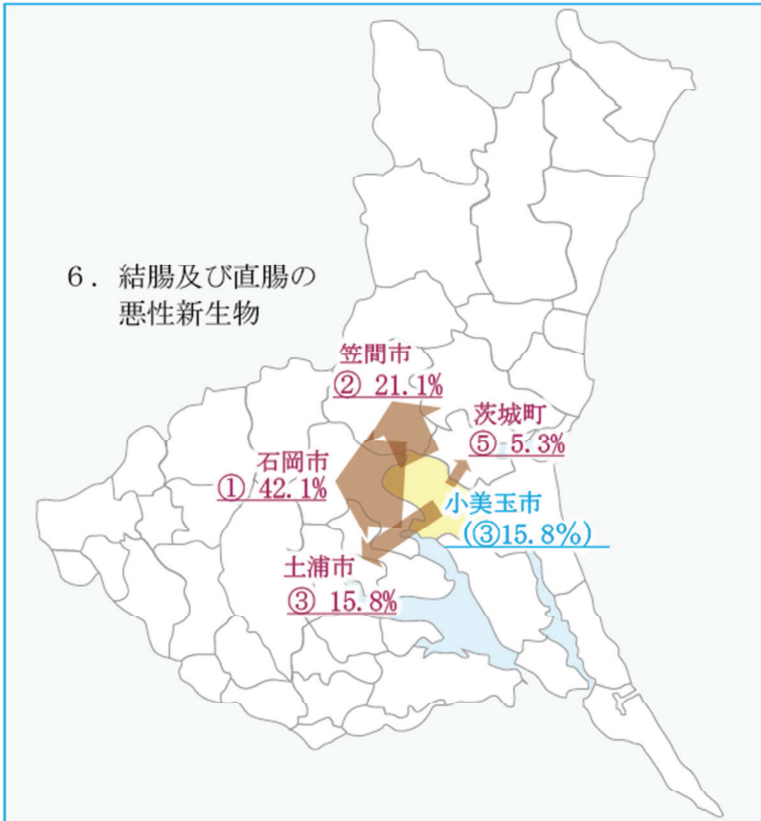 6．結腸及び直腸の
悪性新生物
笠間市
② 21.1%
茨城町
⑤ 5.3%
石岡市
① 42.1%
小美玉市
(③15.8%)
土浦市
③ 15.8%